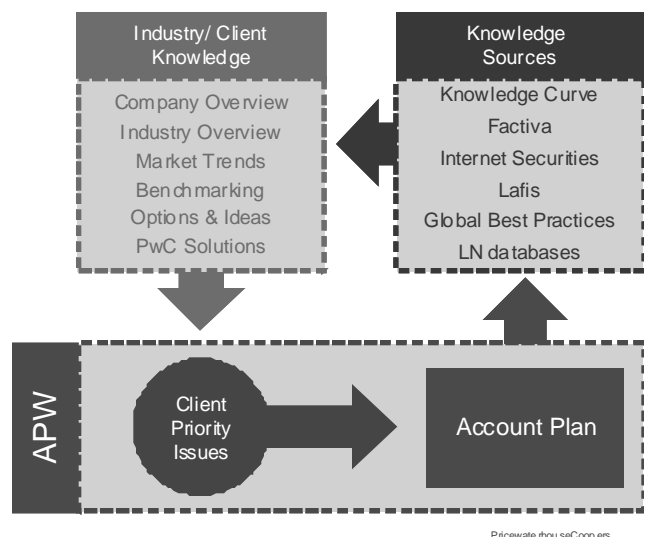 Industry/ Client
Knowledge
Company Overview
Industry Overview
Market Trends
Benchmarking
Options & Ideas
PwC Solutions
Knowledge
Sources
Knowledge Curve
Factiva
Internet Securities
Lafis
Global Best Practices
LN databases
APW
Client
Priority
Issues
Account Plan
PricewaterhouseCoopers